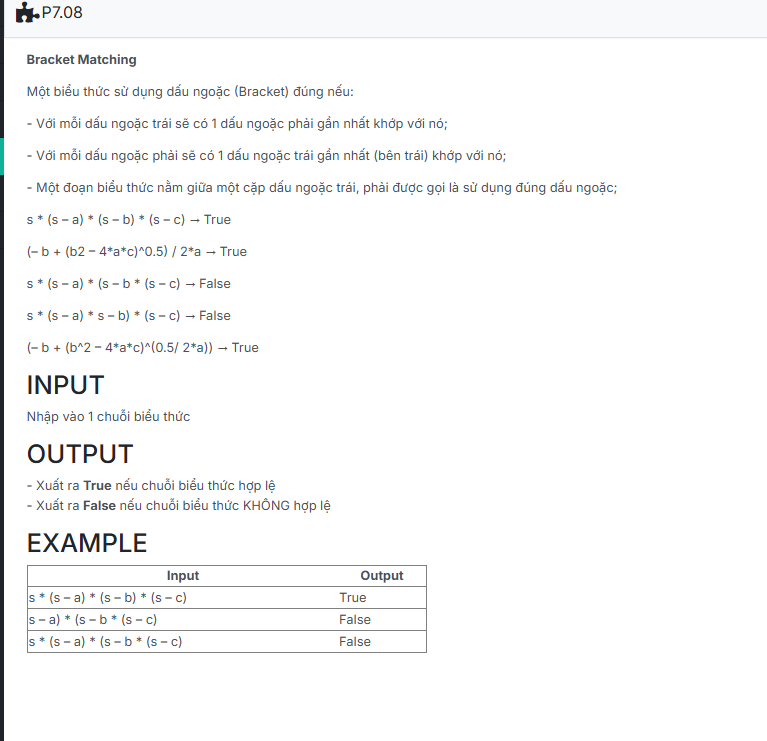 P7.08
Bracket Matching
Một biểu thức sử dụng dấu ngoặc (Bracket) đúng nếu:
- Với mỗi dấu ngoặc trái sẽ có 1 dấu ngoặc phải gần nhất khớp với nó;
- Với mỗi dấu ngoặc phải sẽ có 1 dấu ngoặc trái gần nhất (bên trái) khớp với nó;
- Một đoạn biểu thức nằm giữa một cặp dấu ngoặc trái, phải được gọi là sử dụng đúng dấu ngoặc;
s * (s – a) * (s – b) * (s – c) → True
(– b + (b2 – 4*a*c)^0.5) / 2*a → True
s * (s – a) * (s – b * (s – c) → False
s * (s – a) * s – b) * (s – c) → False
(– b + (b^2 – 4*a*c)^(0.5/ 2*a)) → True
INPUT
Nhập vào 1 chuỗi biểu thức
OUTPUT
- Xuất ra True nếu chuỗi biểu thức hợp lệ
- Xuất ra False nếu chuỗi biểu thức KHÔNG hợp lệ
EXAMPLE
Input Output
s * (s – a) * (s – b) * (s – c) True
s – a) * (s – b * (s – c) False
s * (s – a) * (s – b * (s – c) False